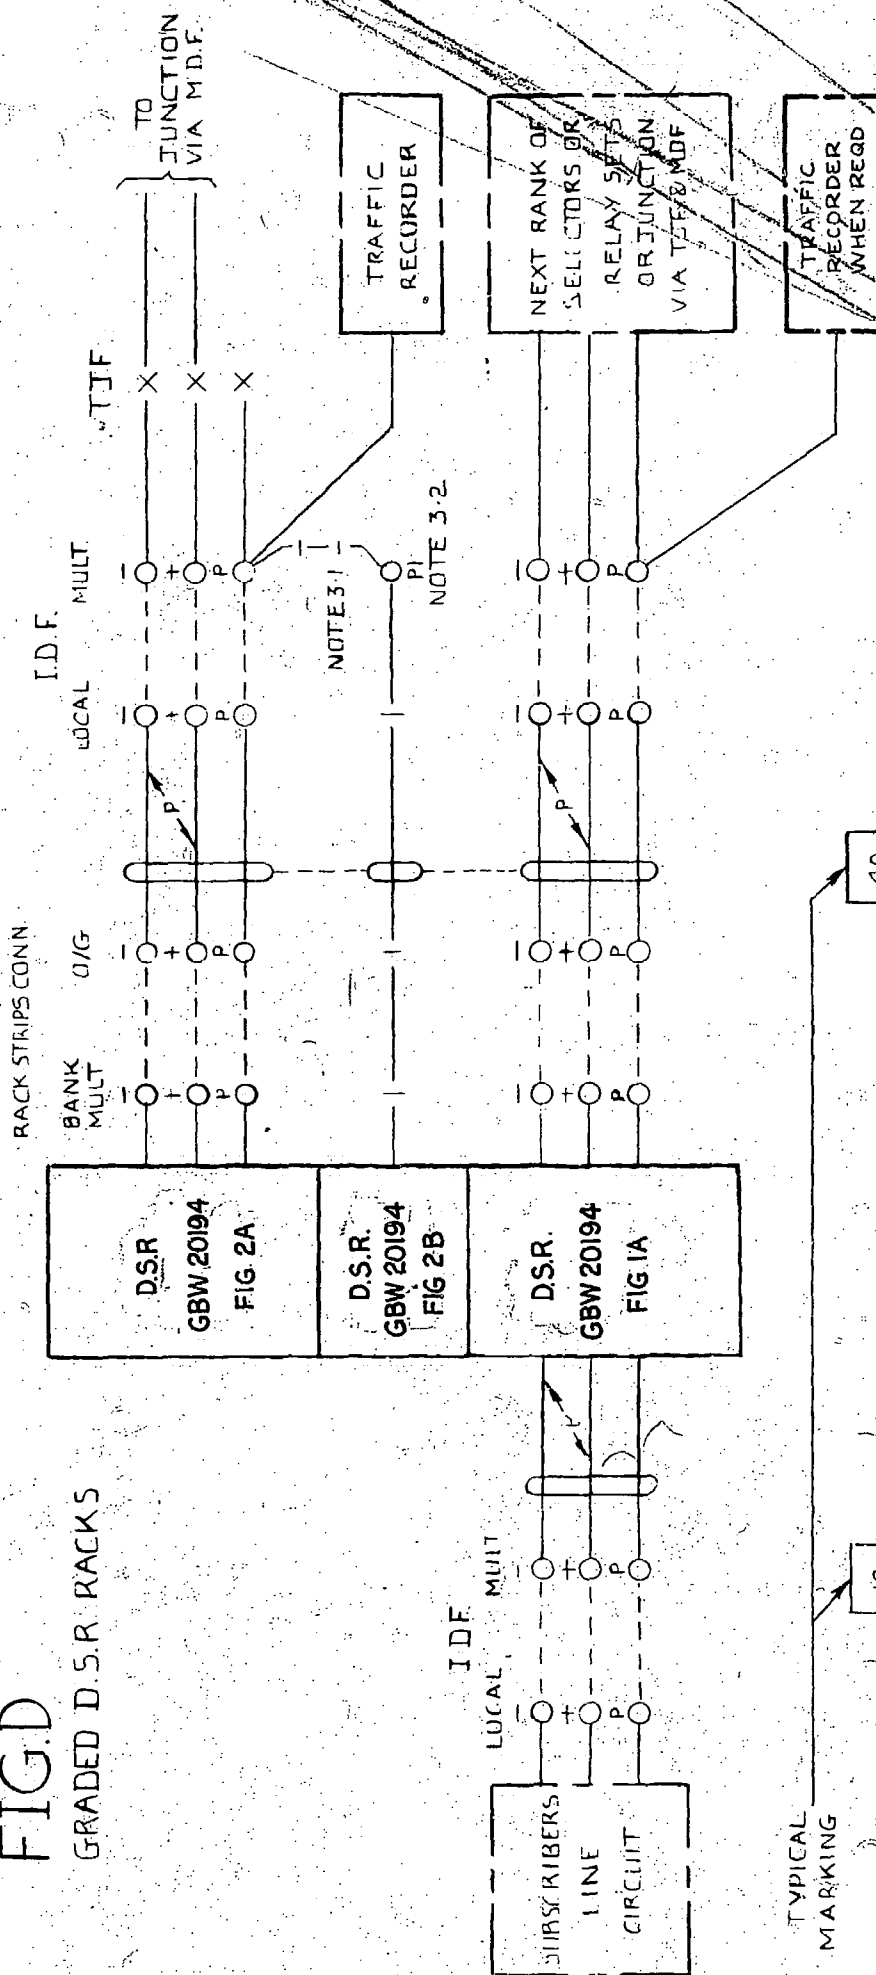 FIG.D
GRADED D.S.R. RACKS
RACK STRIPS CONN.
BANK
MULT
O/G
I.D.F.
LOCAL
MULT
T J F
TO
JUNCTION
VIA M.D.F.
D.S.R
GBW 20194
FIG 2A
− + P
− + P
− + P
− + P
P
X
X
X
TRAFFIC
RECORDER
D.S.R.
GBW 20194
FIG 2B
NOTE 3·1
P1
NOTE 3·2
D.S.R.
GBW 20194
FIG 1A
− + P
− + P
− + P
− + P
P
NEXT RANK OF
SELECTORS OR
RELAY SETS
OR JUNCTION
VIA TJF & MDF
TRAFFIC
RECORDER
WHEN REQD
I D F
LOCAL
MULT
− + P
− + P
SUBSCRIBERS
LINE
CIRCUIT
TYPICAL
MARKING